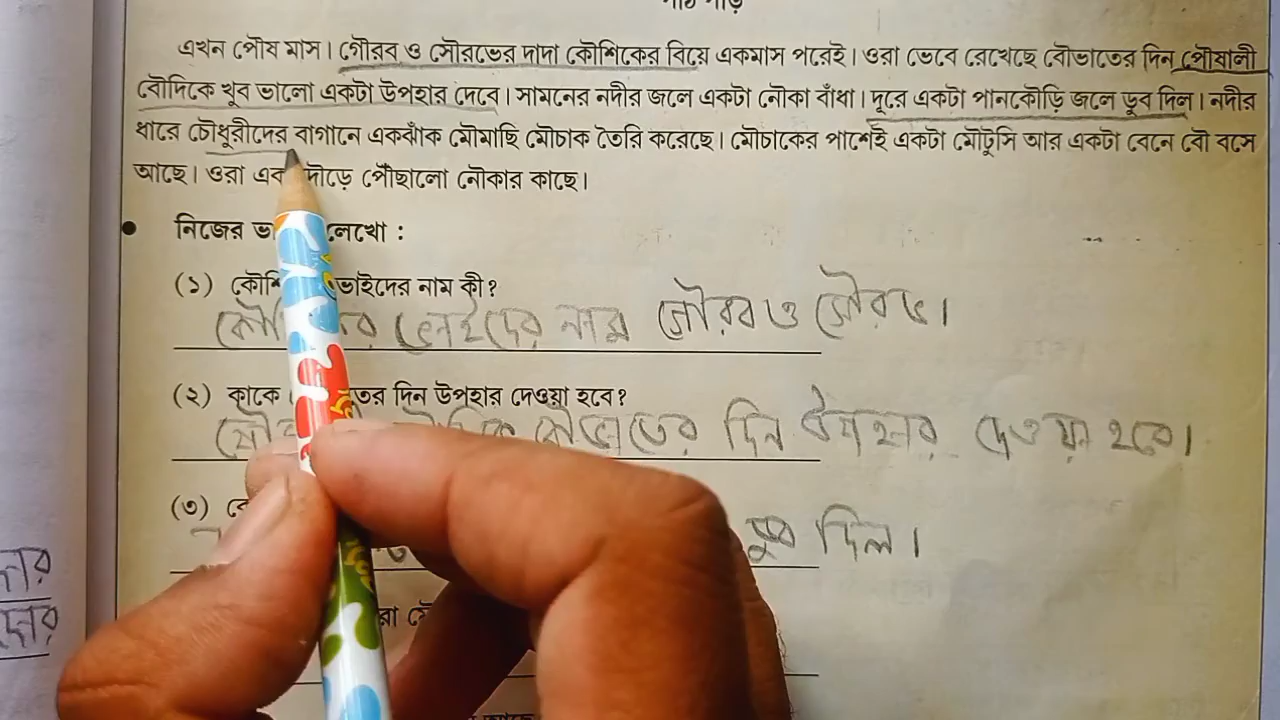 এখন পৌষ মাস। গৌরব ও সৌরভের দাদা কৌশিকের বিয়ে একমাস পরেই। ওরা ভেবে রেখেছে বৌভাতের দিন পৌষালী
বৌদিকে খুব ভালো একটা উপহার দেবে। সামনের নদীর জলে একটা নৌকা বাঁধা। দূরে একটা পানকৌড়ি জলে ডুব দিল। নদীর
ধারে চৌধুরীদের বাগানে একঝাঁক মৌমাছি মৌচাক তৈরি করেছে। মৌচাকের পাশেই একটা মৌটুসি আর একটা বেনে বৌ বসে
আছে। ওরা এক দৌড়ে পৌঁছালো নৌকার কাছে।
• নিজের লেখো :
(১) ভাইদের নাম কী?
ভাইদের নাম গৌরব ও সৌরভ।
(২) কাকে দিন উপহার দেওয়া হবে?
বৌভাতের দিন উপহার দেওয়া হবে।
(৩)
ডুব দিল।